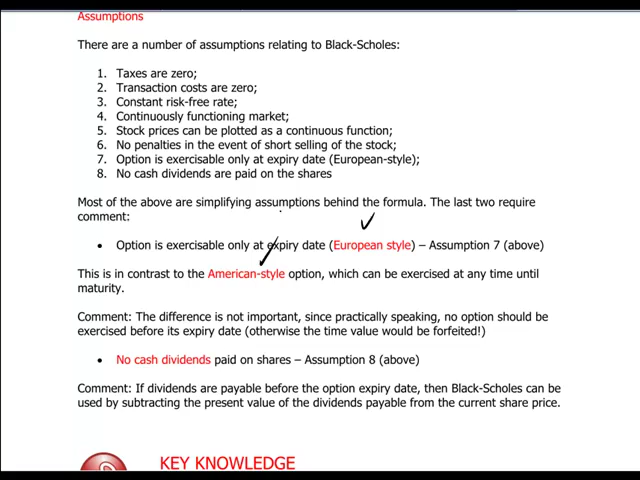 Assumptions
There are a number of assumptions relating to Black-Scholes:
1. Taxes are zero;
2. Transaction costs are zero;
3. Constant risk-free rate;
4. Continuously functioning market;
5. Stock prices can be plotted as a continuous function;
6. No penalties in the event of short selling of the stock;
7. Option is exercisable only at expiry date (European-style);
8. No cash dividends are paid on the shares
Most of the above are simplifying assumptions behind the formula. The last two require
comment:
• Option is exercisable only at expiry date (European style) – Assumption 7 (above)
This is in contrast to the American-style option, which can be exercised at any time until
maturity.
Comment: The difference is not important, since practically speaking, no option should be
exercised before its expiry date (otherwise the time value would be forfeited!)
• No cash dividends paid on shares – Assumption 8 (above)
Comment: If dividends are payable before the option expiry date, then Black-Scholes can be
used by subtracting the present value of the dividends payable from the current share price.
KEY KNOWLEDGE